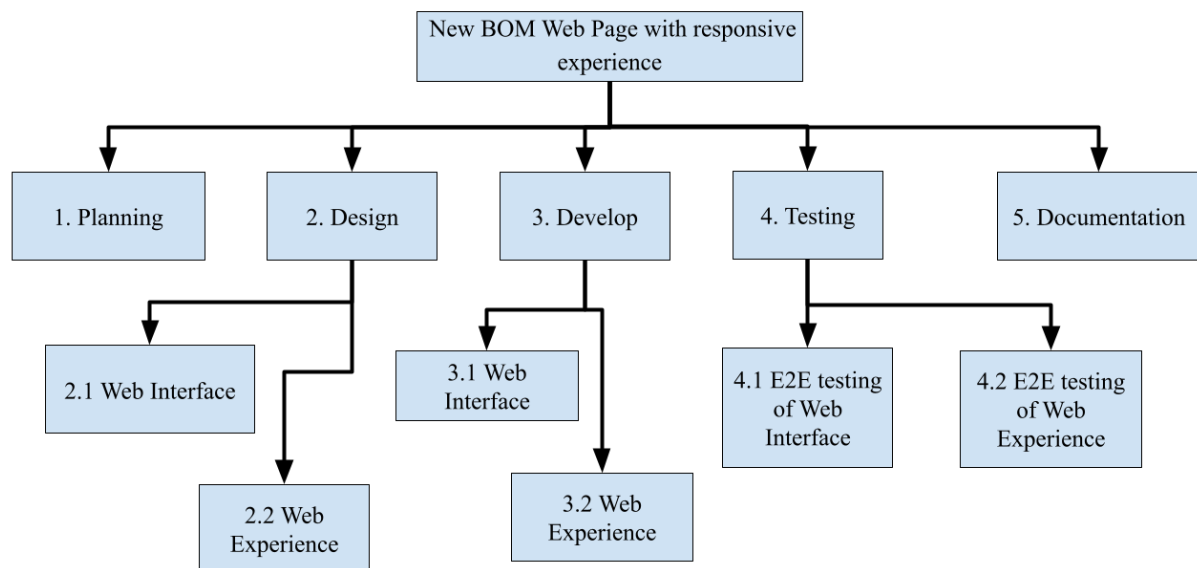 New BOM Web Page with responsive
experience
1. Planning
2. Design
3. Develop
4. Testing
5. Documentation
2.1 Web Interface
2.2 Web
Experience
3.1 Web
Interface
3.2 Web
Experience
4.1 E2E testing
of Web
Interface
4.2 E2E testing
of Web
Experience